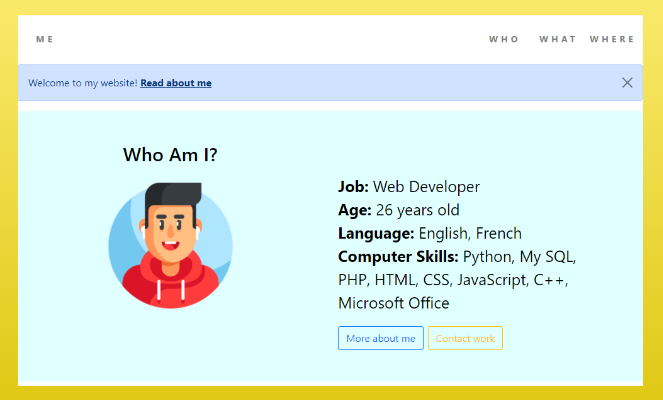 ME
WHO WHAT WHERE
Welcome to my website! Read about me
Who Am I?
Job: Web Developer
Age: 26 years old
Language: English, French
Computer Skills: Python, My SQL,
PHP, HTML, CSS, JavaScript, C++,
Microsoft Office
More about me Contact work